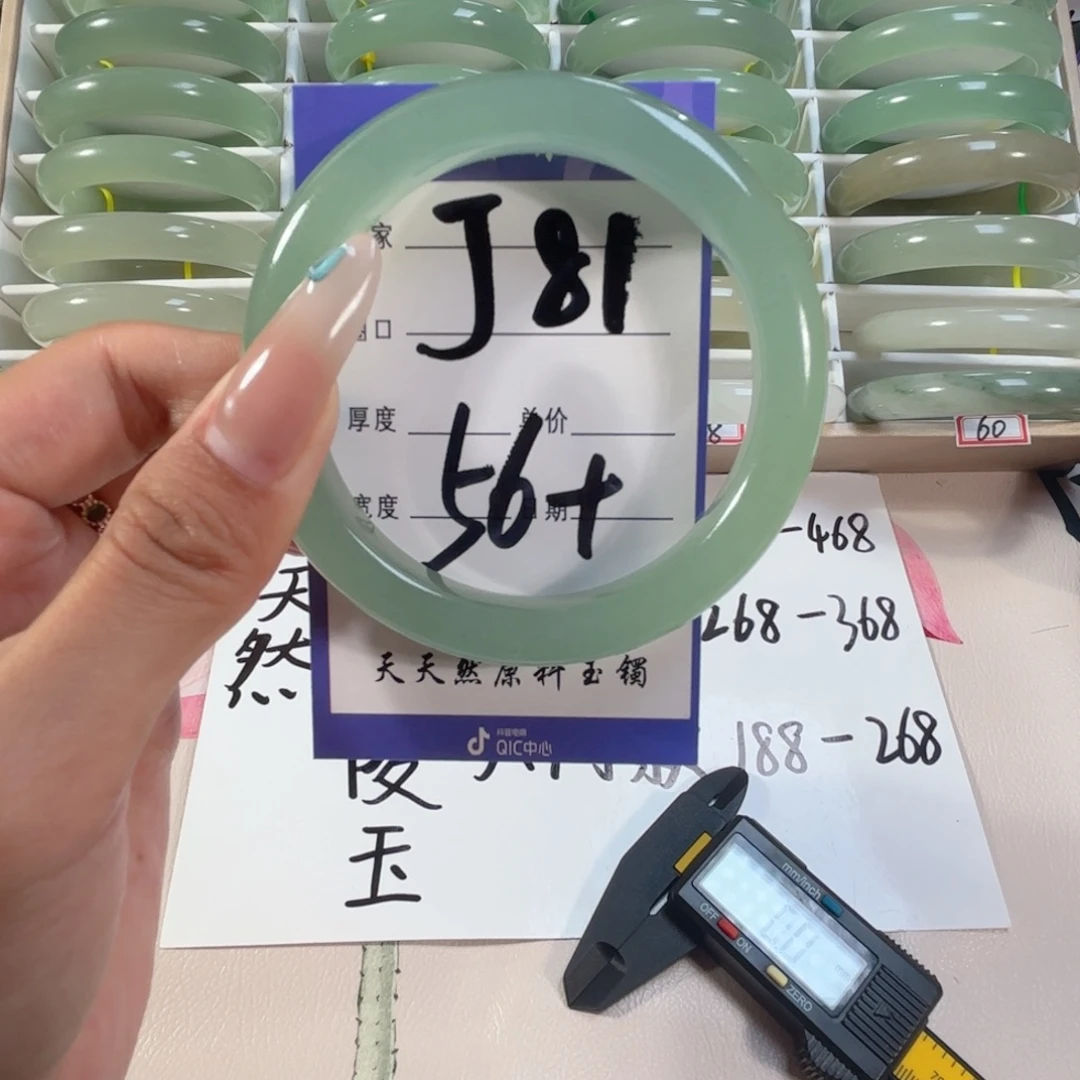 家
J81
口
厚度 单价
56+
宽度 日期
天天然原料玉镯
抖音电商
QIC中心
60
8
-468
268-368
188-268
天
然
玉
mm/inch
OFF
ON
ZERO